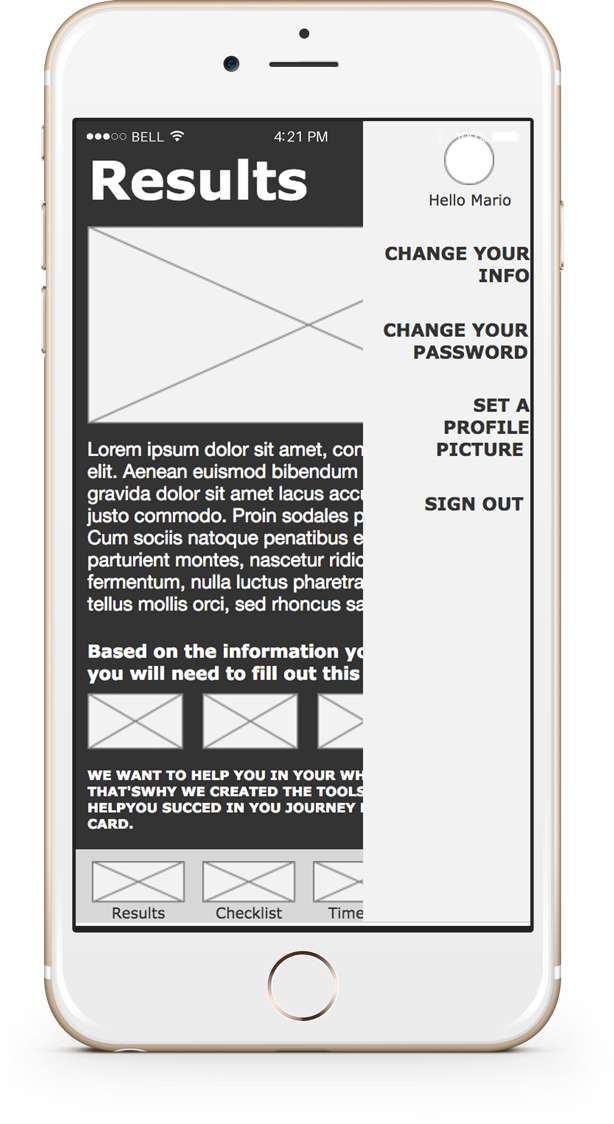 BELL
4:21 PM
Results
Lorem ipsum dolor sit amet, con
elit. Aenean euismod bibendum
gravida dolor sit amet lacus accu
justo commodo. Proin sodales p
Cum sociis natoque penatibus e
parturient montes, nascetur ridic
fermentum, nulla luctus pharetra
tellus mollis orci, sed rhoncus sa
Based on the information yo
you will need to fill out this
WE WANT TO HELP YOU IN YOUR WH
THAT'SWHY WE CREATED THE TOOLS
HELPYOU SUCCED IN YOU JOURNEY
CARD.
Results
Checklist
Time
Hello Mario
CHANGE YOUR
INFO
CHANGE YOUR
PASSWORD
SET A
PROFILE
PICTURE
SIGN OUT